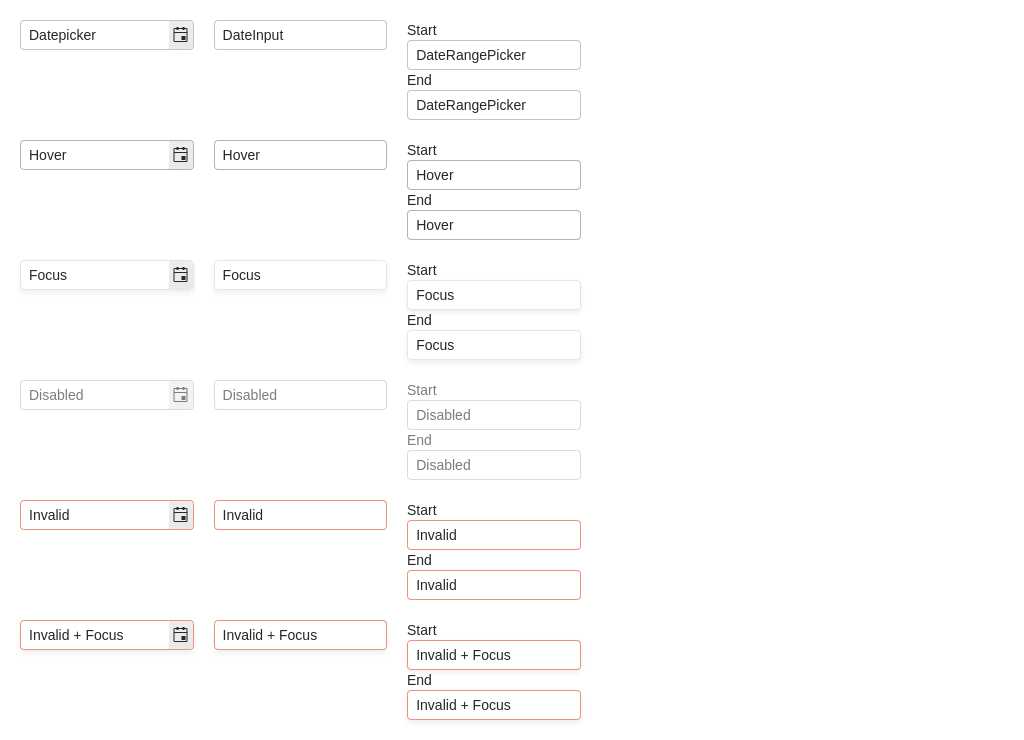 Datepicker
DateInput
Start
DateRangePicker
End
DateRangePicker
Hover
Hover
Start
Hover
End
Hover
Focus
Focus
Start
Focus
End
Focus
Disabled
Disabled
Start
Disabled
End
Disabled
Invalid
Invalid
Start
Invalid
End
Invalid
Invalid + Focus
Invalid + Focus
Start
Invalid + Focus
End
Invalid + Focus